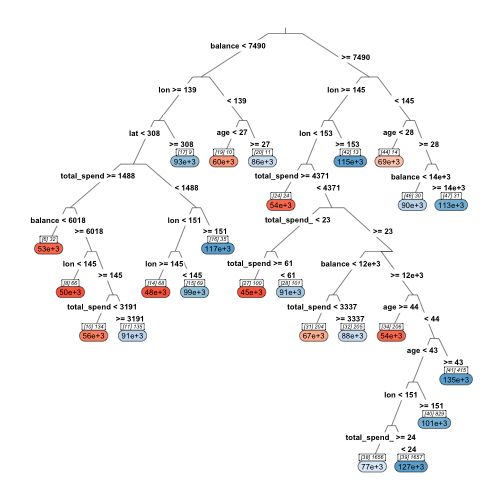 balance < 7490
>= 7490
lon >= 139
lon >= 145
< 139
< 145
lat < 308
age < 27
lon < 153
age < 28
>= 308
>= 27
>= 153
>= 28
[17] 9
[19] 10
[20] 11
[42] 13
[44] 14
93e+3
60e+3
86e+3
115e+3
69e+3
total_spend >= 1488
total_spend >= 4371
balance < 14e+3
< 1488
< 4371
>= 14e+3
[24] 24
[46] 30
[47] 31
54e+3
90e+3
113e+3
balance < 6018
lon < 151
total_spend_ < 23
>= 6018
>= 151
>= 23
[5] 32
[16] 35
53e+3
117e+3
lon < 145
lon >= 145
total_spend >= 61
balance < 12e+3
>= 145
< 145
< 61
>= 12e+3
[8] 66
[14] 68
[15] 69
[27] 100
[28] 101
50e+3
48e+3
99e+3
45e+3
91e+3
total_spend < 3191
total_spend < 3337
age >= 44
>= 3191
>= 3337
< 44
[10] 134
[11] 135
[31] 204
[32] 205
[34] 206
56e+3
91e+3
67e+3
88e+3
54e+3
age < 43
>= 43
[41] 415
135e+3
lon < 151
>= 151
[40] 829
101e+3
total_spend_ >= 24
< 24
[38] 1656
[39] 1657
77e+3
127e+3